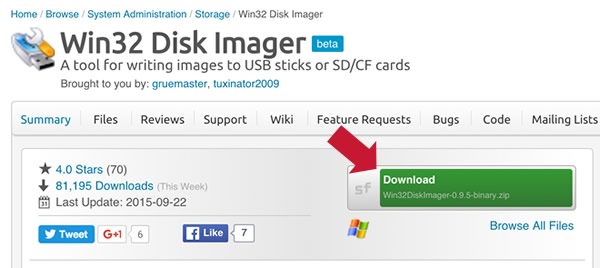 Home / Browse / System Administration / Storage / Win32 Disk Imager
Win32 Disk Imager beta
A tool for writing images to USB sticks or SD/CF cards
Brought to you by: gruemaster, tuxinator2009
Summary Files Reviews Support Wiki Feature Requests Bugs Code Mailing Lists
4.0 Stars (70)
81,195 Downloads (This Week)
Last Update: 2015-09-22
sf
Download
Win32DiskImager-0.9.5-binary.zip
Browse All Files
Tweet G+1 6 Like 7